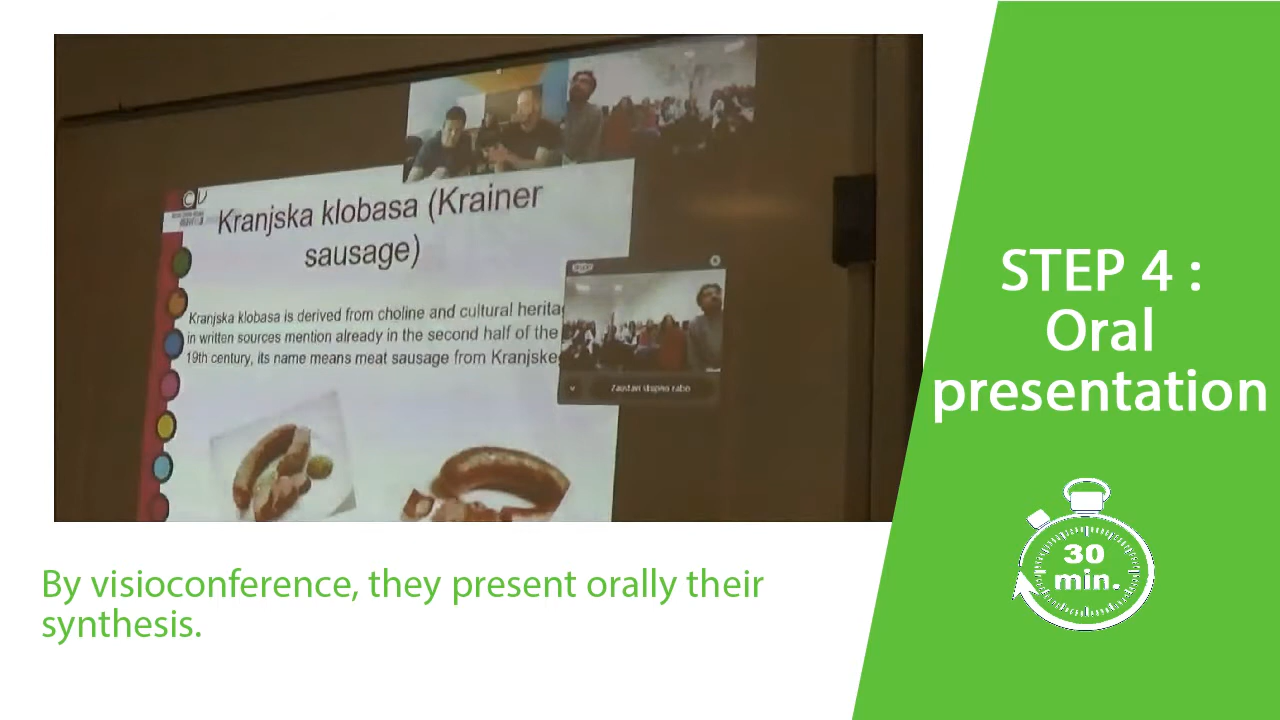 Kranjska klobasa (Krainer
sausage)
Kranjska klobasa is derived from choline and cultural herita
in written sources mention already in the second half of the
19th century, its name means meat sausage from Kranjske
STEP 4 :
Oral
presentation
30
min.
By visioconference, they present orally their
synthesis.